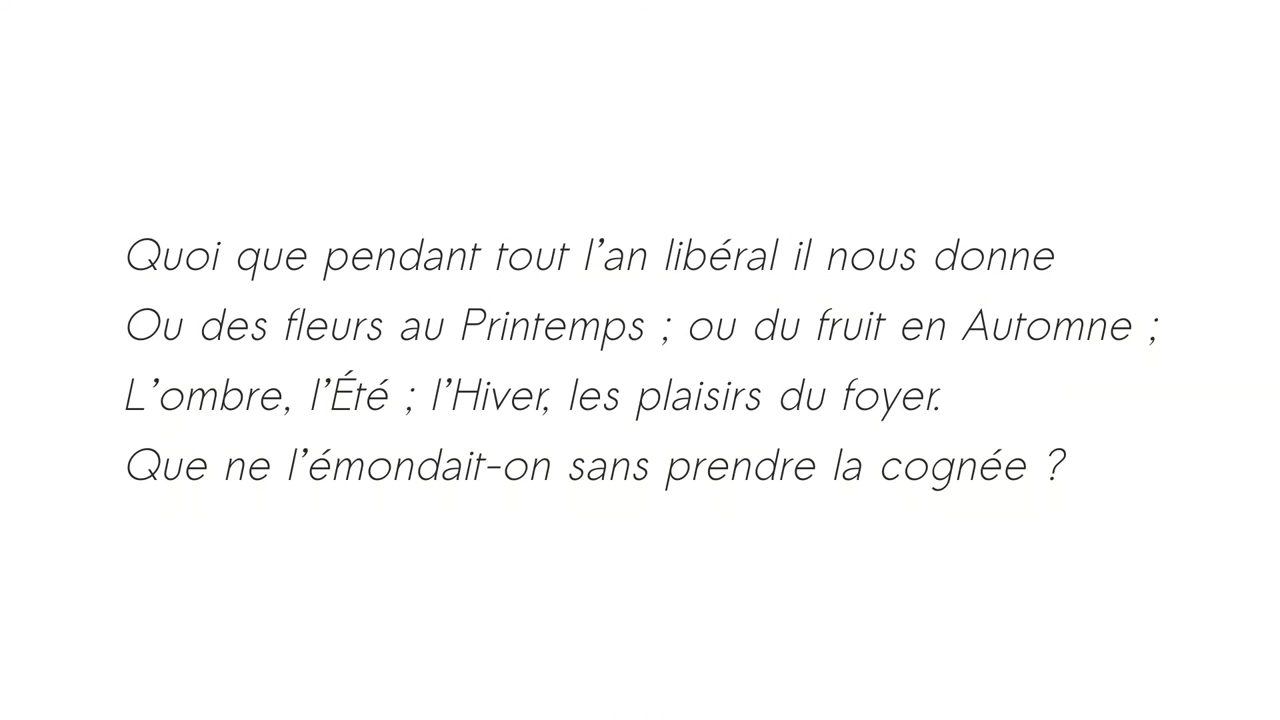 Quoi que pendant tout l’an libéral il nous donne
Ou des fleurs au Printemps ; ou du fruit en Automne ;
L’ombre, l’Été ; l’Hiver, les plaisirs du foyer.
Que ne l’émondait-on sans prendre la cognée ?